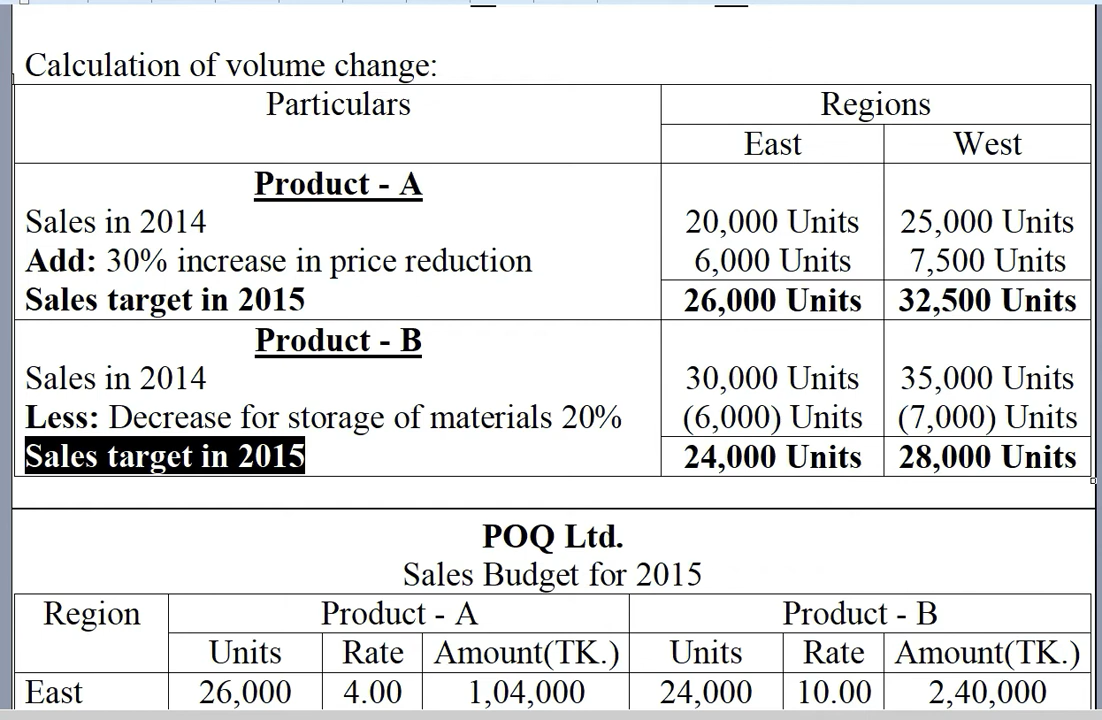 Calculation of volume change:
Particulars Regions
East West
Product - A
Sales in 2014 20,000 Units 25,000 Units
Add: 30% increase in price reduction 6,000 Units 7,500 Units
Sales target in 2015 26,000 Units 32,500 Units
Product - B
Sales in 2014 30,000 Units 35,000 Units
Less: Decrease for storage of materials 20% (6,000) Units (7,000) Units
Sales target in 2015 24,000 Units 28,000 Units
POQ Ltd.
Sales Budget for 2015
Region Product - A Product - B
Units Rate Amount(TK.) Units Rate Amount(TK.)
East 26,000 4.00 1,04,000 24,000 10.00 2,40,000